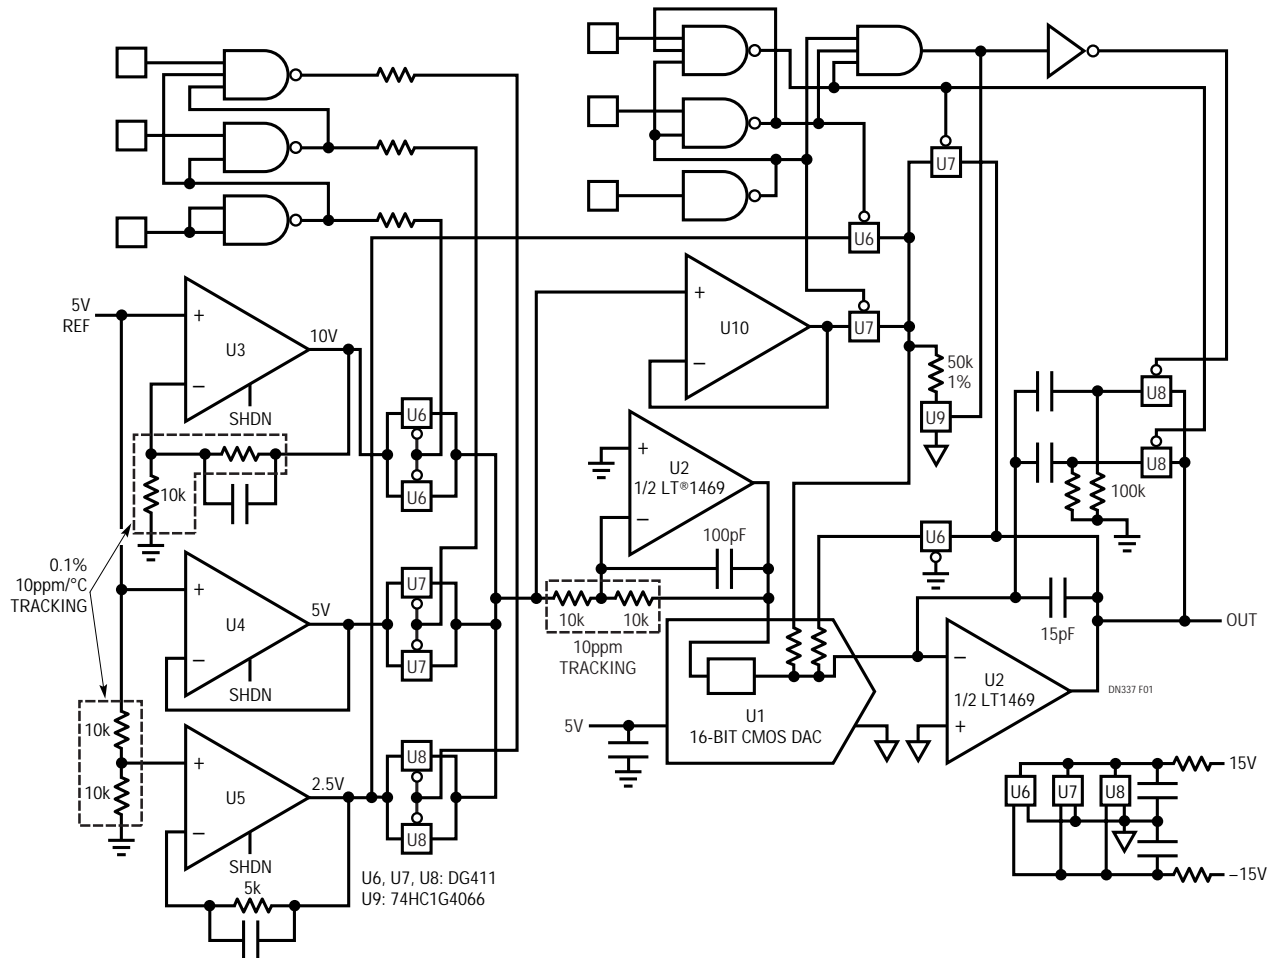 U7
U6
5V
REF
+
U3
10V
–
SHDN
+
U10
–
U7
50k
1%
U9
U8
U6
U6
10k
+
U2
1/2 LT®1469
–
U8
100k
0.1%
10ppm/°C
TRACKING
100pF
U6
+
U4
5V
–
SHDN
U7
U7
10k
10k
10ppm
TRACKING
15pF
OUT
–
U2
1/2 LT1469
+
DN337 F01
10k
10k
+
U5
2.5V
–
SHDN
5k
U8
U8
5V
U1
16-BIT CMOS DAC
15V
U6
U7
U8
–15V
U6, U7, U8: DG411
U9: 74HC1G4066